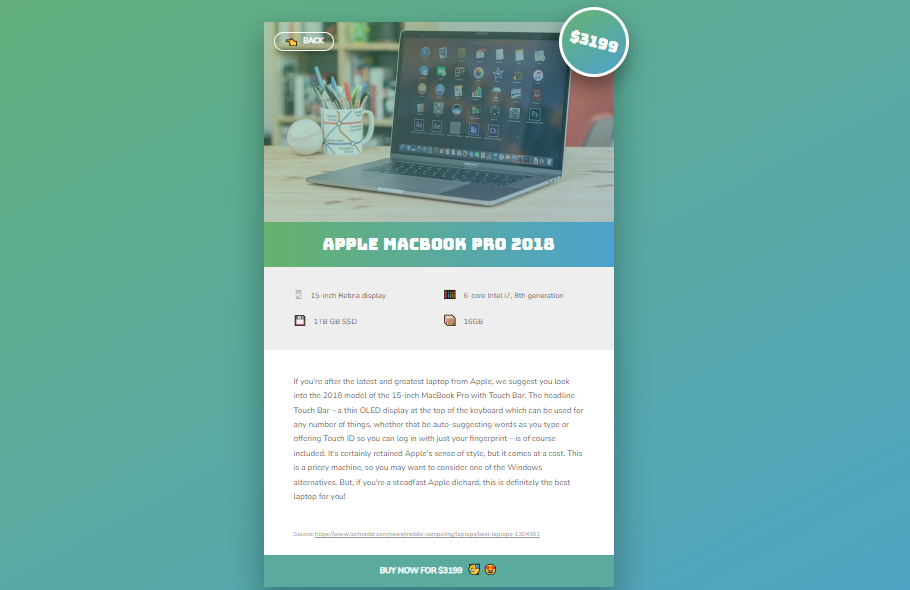 BACK
$3199
APPLE MACBOOK PRO 2018
15-inch Retina display
6-core Intel i7, 8th generation
1TB GB SSD
16GB
If you're after the latest and greatest laptop from Apple, we suggest you look
into the 2018 model of the 15-inch MacBook Pro with Touch Bar. The headline
Touch Bar – a thin OLED display at the top of the keyboard which can be used for
any number of things, whether that be auto-suggesting words as you type or
offering Touch ID so you can log in with just your fingerprint – is of course
included. It's certainly retained Apple's sense of style, but it comes at a cost. This
is a pricey machine, so you may want to consider one of the Windows
alternatives. But, if you're a steadfast Apple diehard, this is definitely the best
laptop for you!
Source: https://www.techradar.com/news/mobile-computing/laptops/best-laptops-1304361
BUY NOW FOR $3199